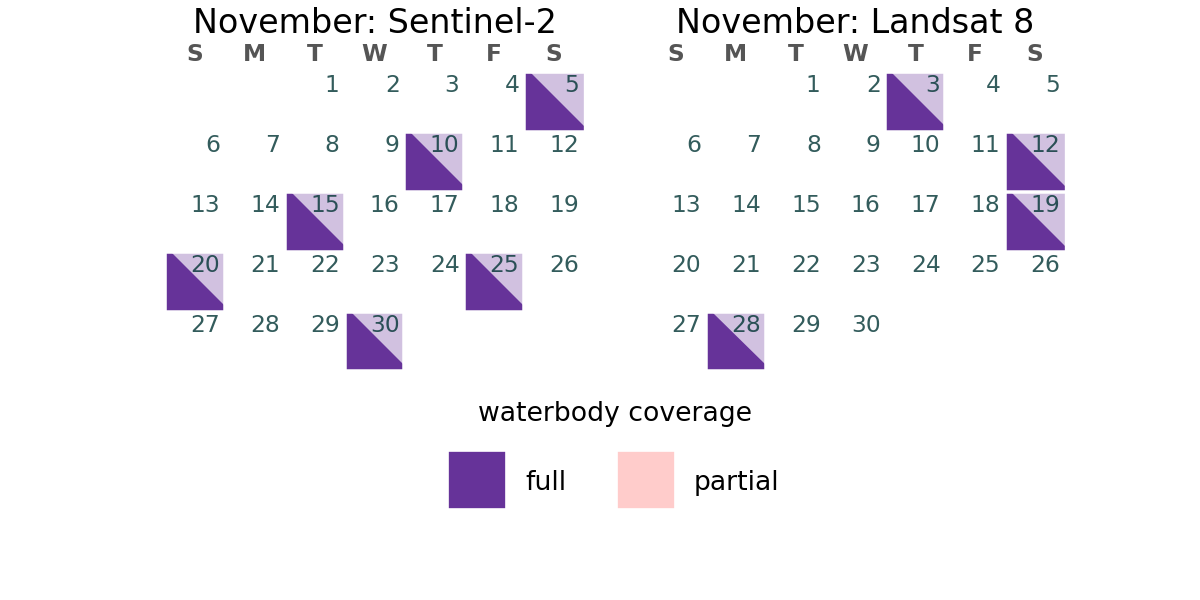 November: Sentinel-2
S M T W T F S
1 2 3 4 5
6 7 8 9 10 11 12
13 14 15 16 17 18 19
20 21 22 23 24 25 26
27 28 29 30
November: Landsat 8
S M T W T F S
1 2 3 4 5
6 7 8 9 10 11 12
13 14 15 16 17 18 19
20 21 22 23 24 25 26
27 28 29 30
waterbody coverage
full partial